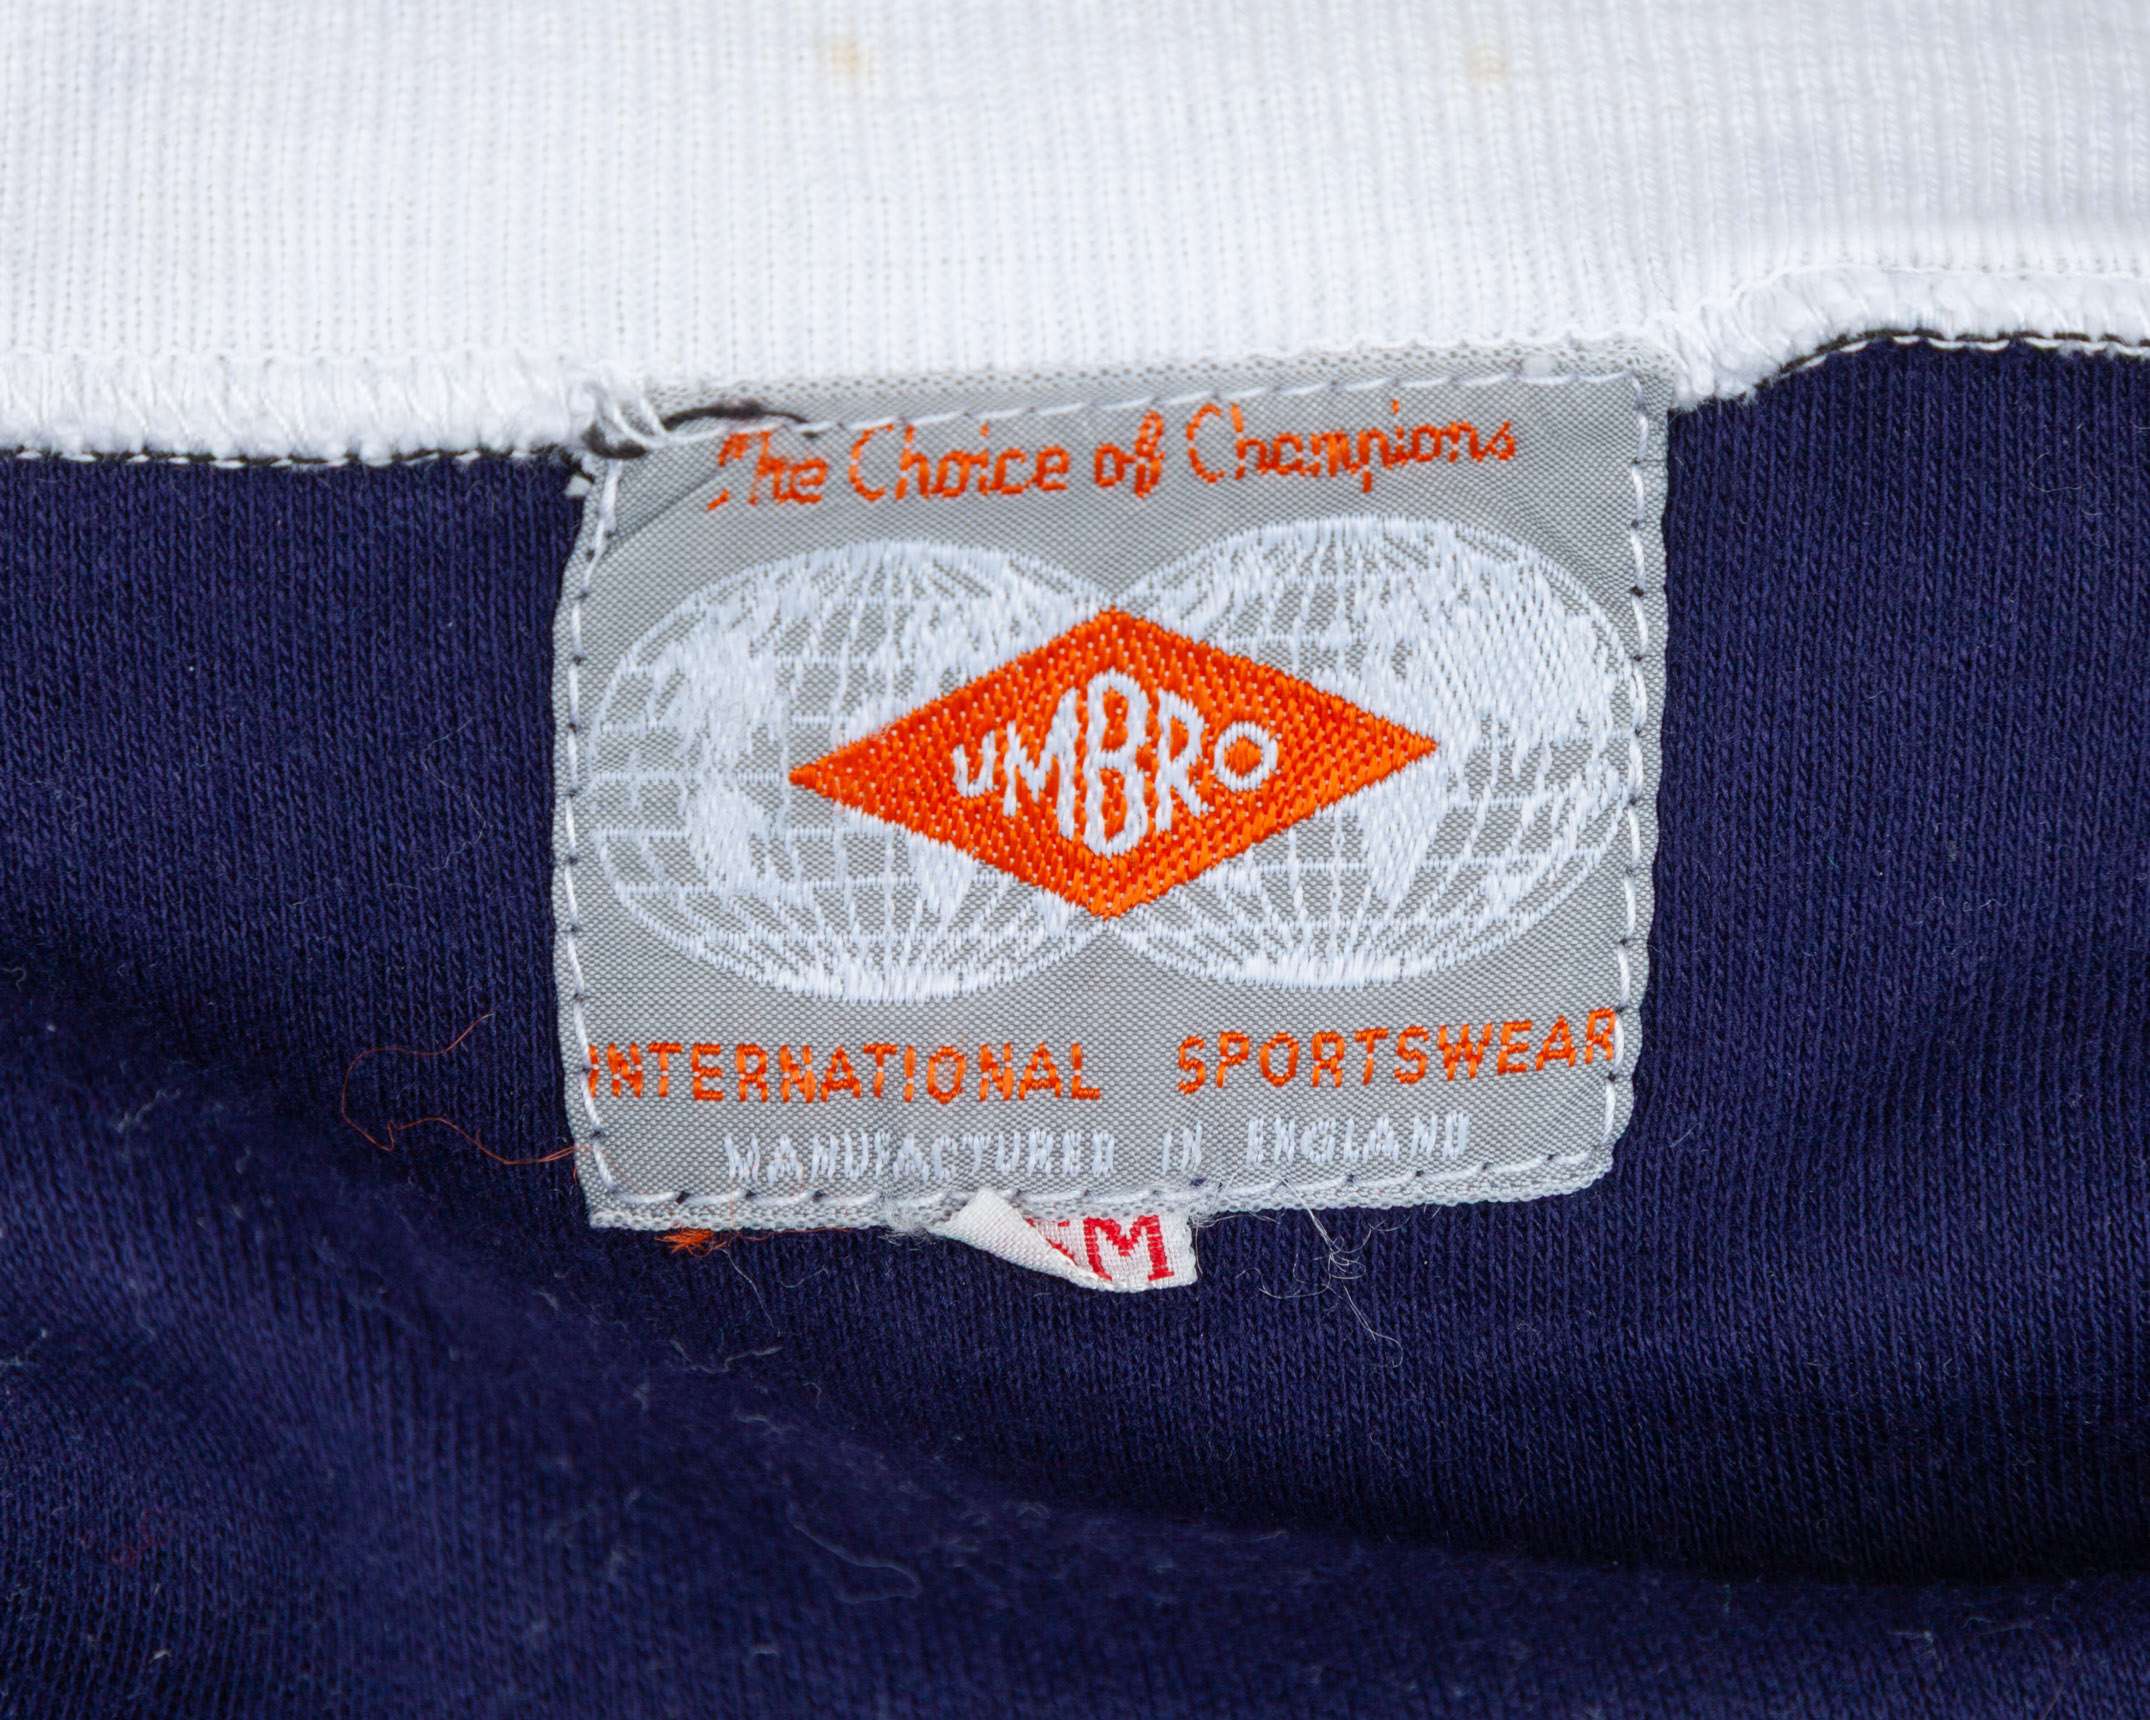 The Choice of Champions
UMBRO
INTERNATIONAL SPORTSWEAR
MANUFACTURED IN ENGLAND
M